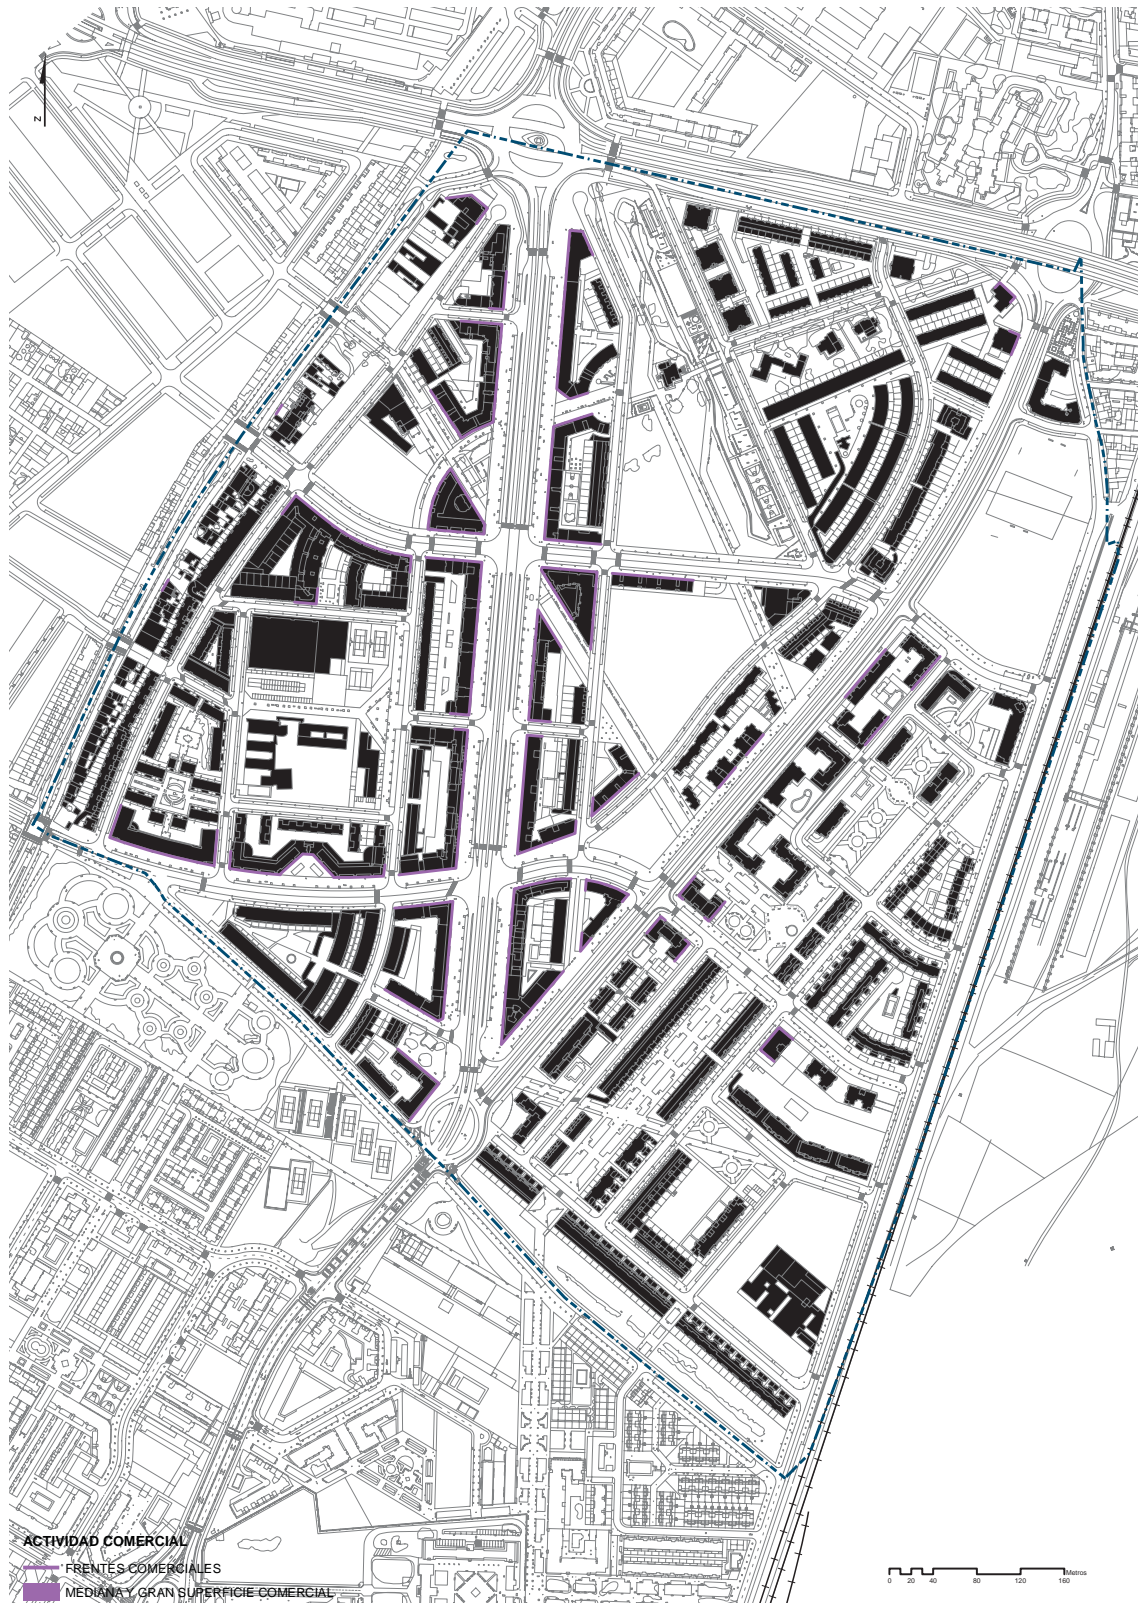 Z
ACTIVIDAD COMERCIAL
FRENTES COMERCIALES
MEDIANA Y GRAN SUPERFICIE COMERCIAL
Metros
0 20 40 80 120 160